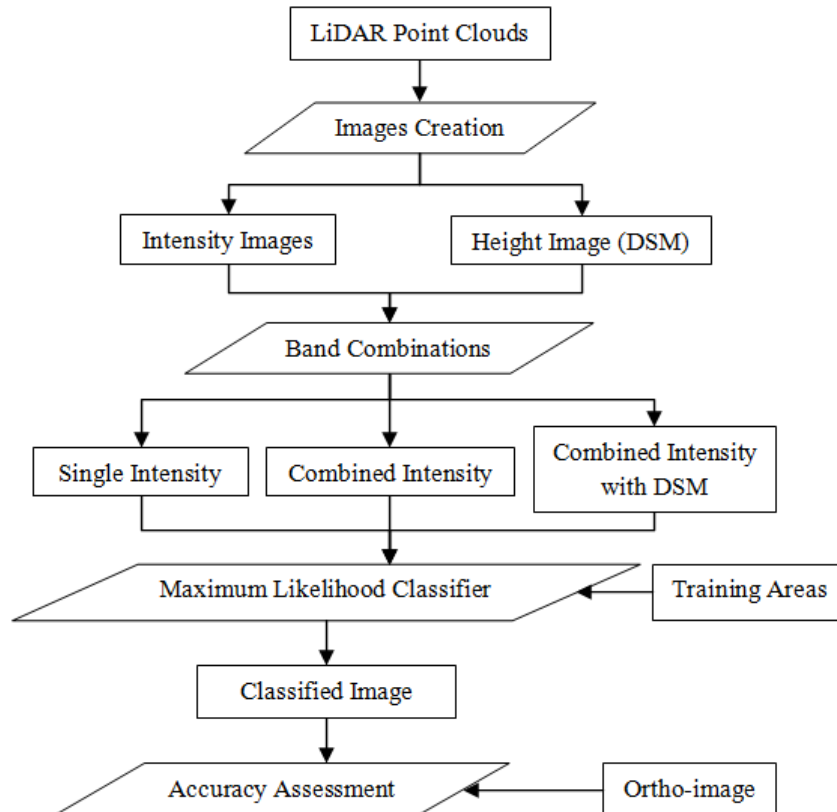 LiDAR Point Clouds
Images Creation
Intensity Images
Height Image (DSM)
Band Combinations
Single Intensity
Combined Intensity
Combined Intensity
with DSM
Maximum Likelihood Classifier
Training Areas
Classified Image
Accuracy Assessment
Ortho-image